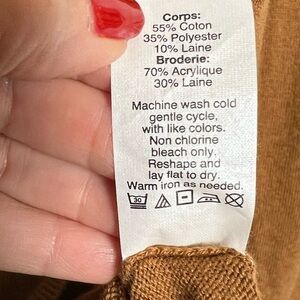 Corps:
55% Coton
35% Polyester
10% Laine
Broderie:
70% Acrylique
30% Laine
Machine wash cold
gentle cycle,
with like colors.
Non chlorine
bleach only.
Reshape and
lay flat to dry.
Warm iron as needed.
30